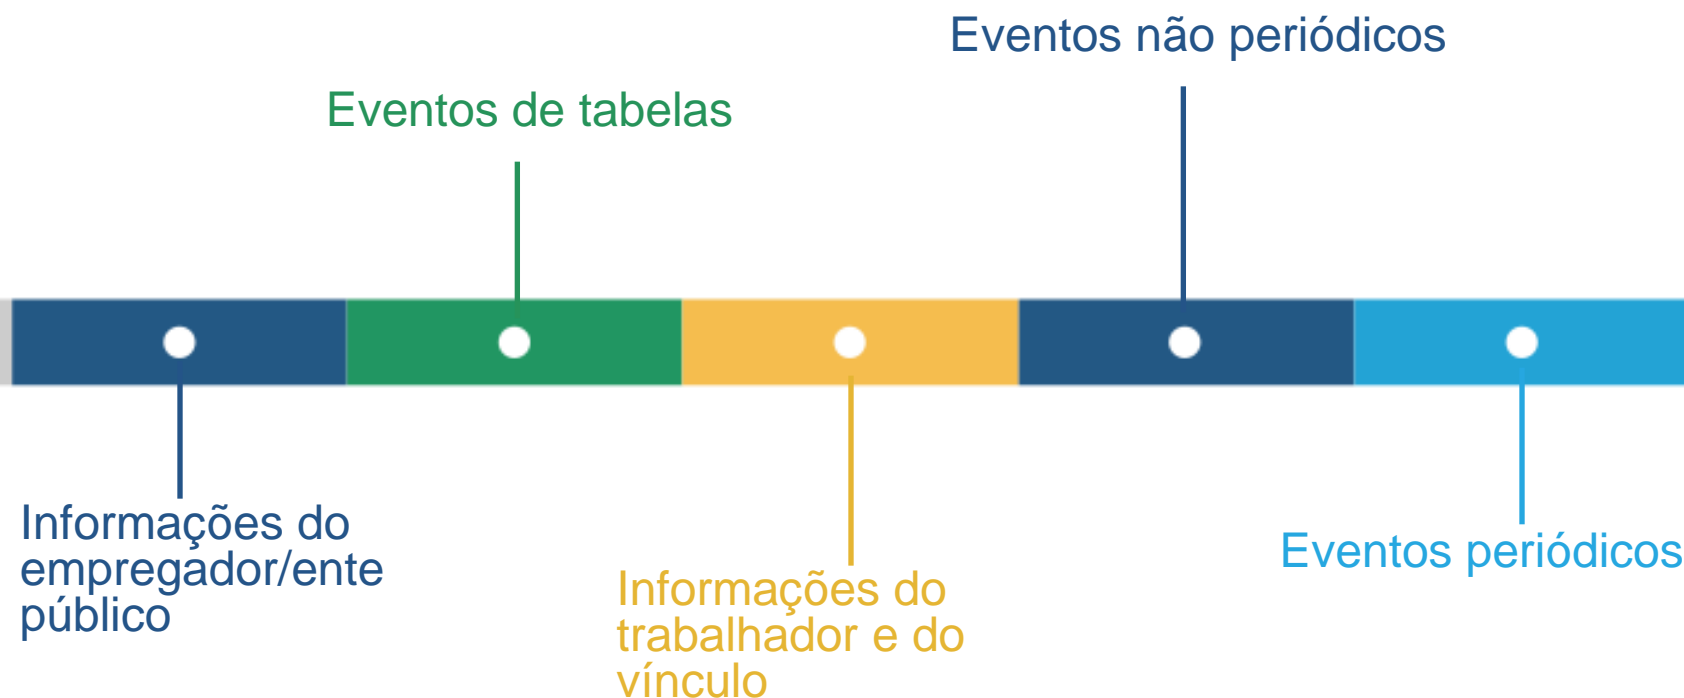 Eventos não periódicos
Eventos de tabelas
Informações do
empregador/ente
público
Informações do
trabalhador e do
vínculo
Eventos periódicos